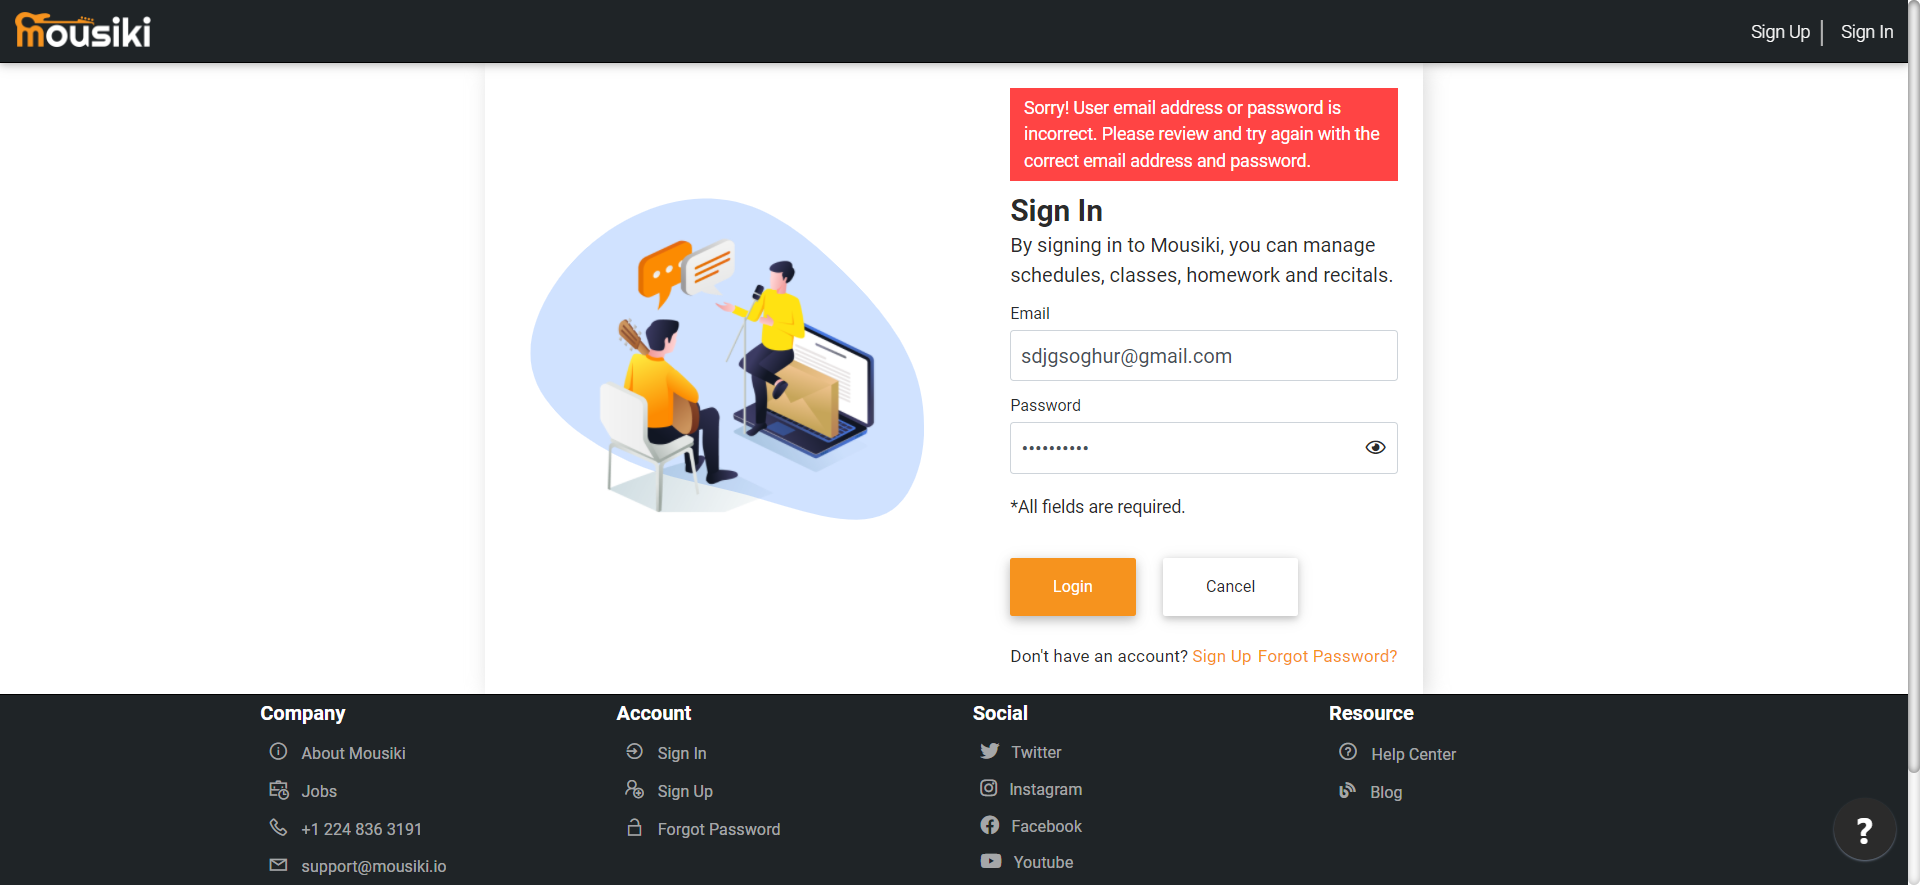 mousiki
Sign Up
Sign In
Sorry! User email address or password is
incorrect. Please review and try again with the
correct email address and password.
Sign In
By signing in to Mousiki, you can manage
schedules, classes, homework and recitals.
Email
sdjgsoghur@gmail.com
Password
••••••••••
*All fields are required.
Login
Cancel
Don't have an account? Sign Up Forgot Password?
Company
About Mousiki
Jobs
+1 224 836 3191
support@mousiki.io
Account
Sign In
Sign Up
Forgot Password
Social
Twitter
Instagram
Facebook
Youtube
Resource
Help Center
Blog
?